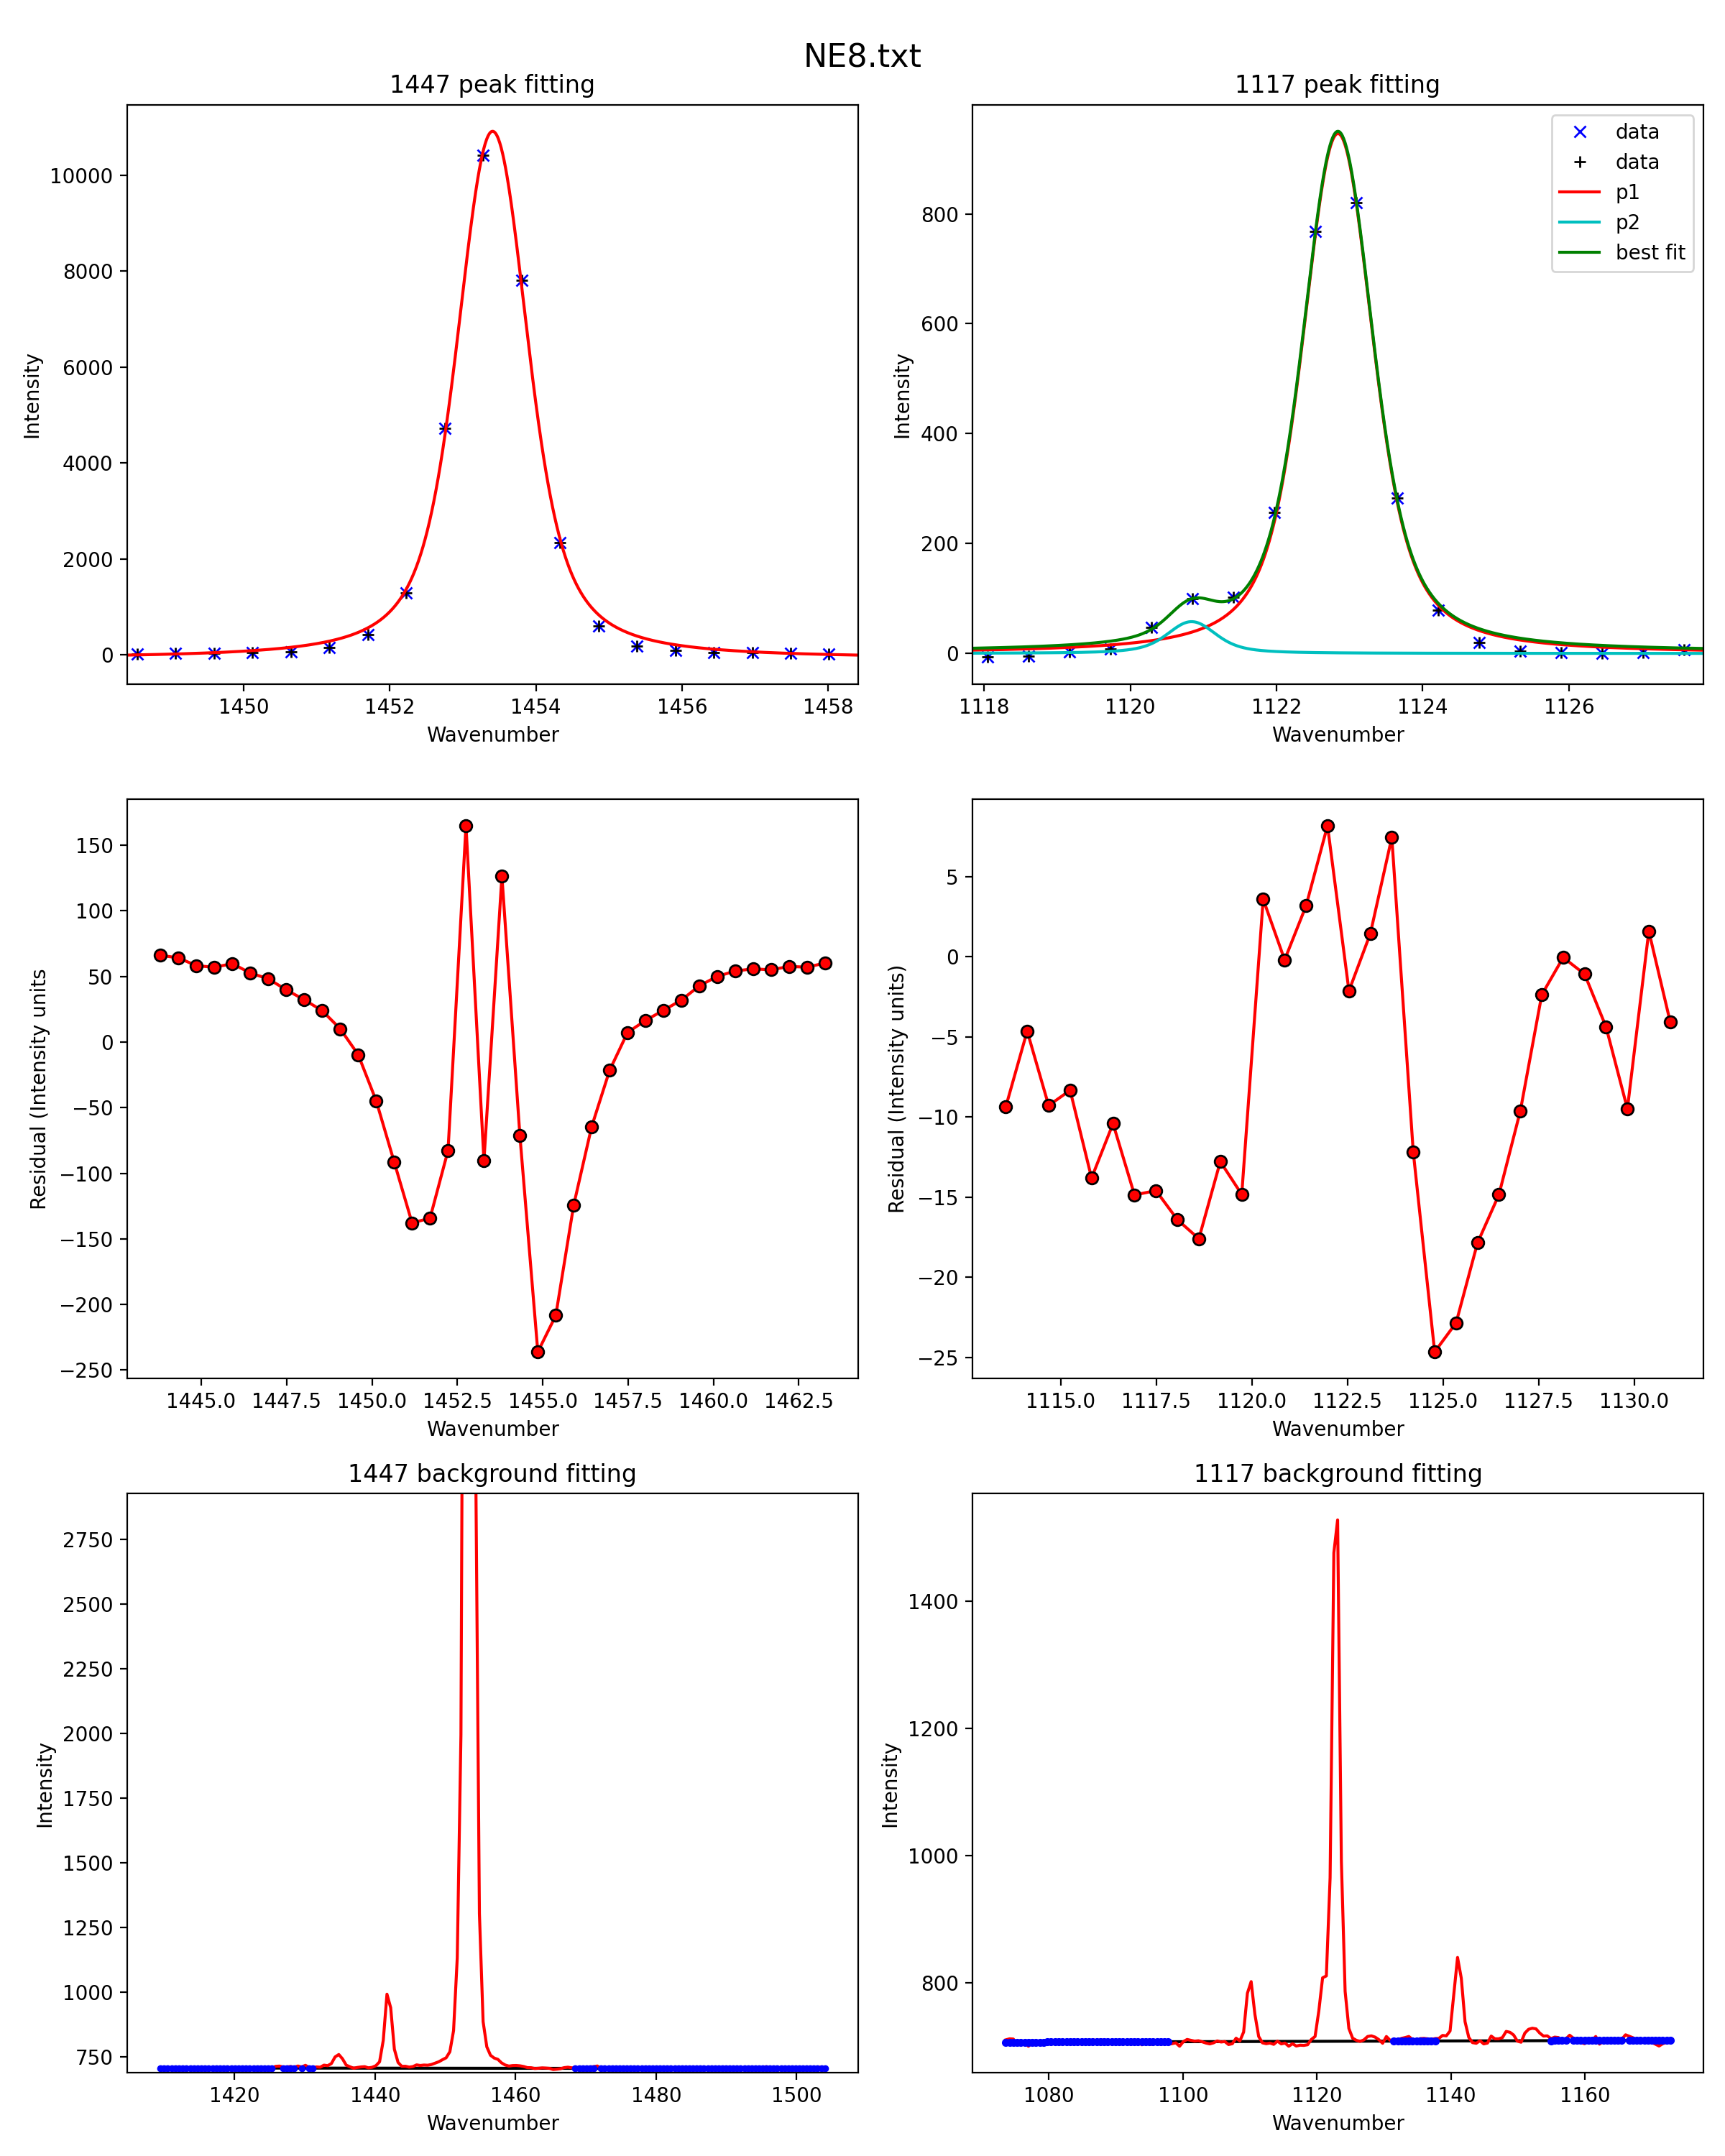 NE8.txt
1447 peak fitting
10000
8000
6000
4000
2000
0
Intensity
1450 1452 1454 1456 1458
Wavenumber
1117 peak fitting
data
data
p1
p2
best fit
800
600
400
200
0
Intensity
1118 1120 1122 1124 1126
Wavenumber
150
100
50
0
−50
−100
−150
−200
−250
Residual (Intensity units
1445.0 1447.5 1450.0 1452.5 1455.0 1457.5 1460.0 1462.5
Wavenumber
5
0
−5
−10
−15
−20
−25
Residual (Intensity units)
1115.0 1117.5 1120.0 1122.5 1125.0 1127.5 1130.0
Wavenumber
1447 background fitting
2750
2500
2250
2000
1750
1500
1250
1000
750
Intensity
1420 1440 1460 1480 1500
Wavenumber
1117 background fitting
1400
1200
1000
800
Intensity
1080 1100 1120 1140 1160
Wavenumber